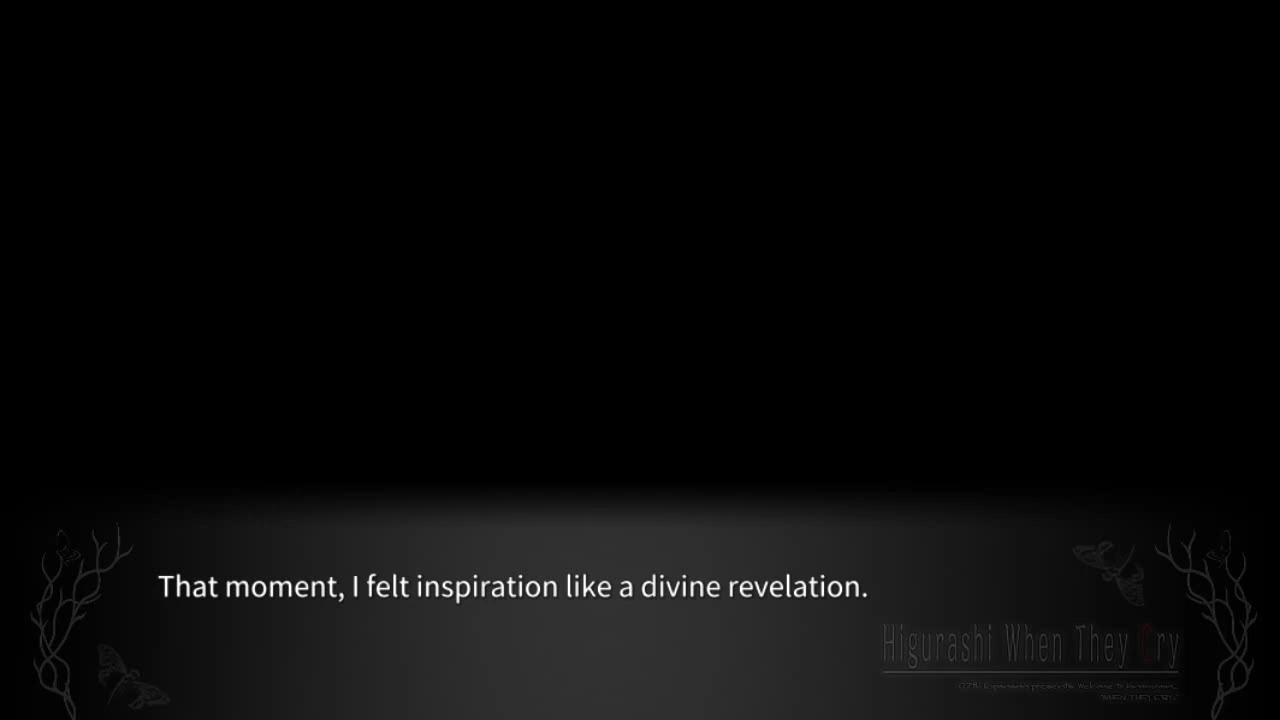 That moment, I felt inspiration like a divine revelation.
Higurashi When They Cry